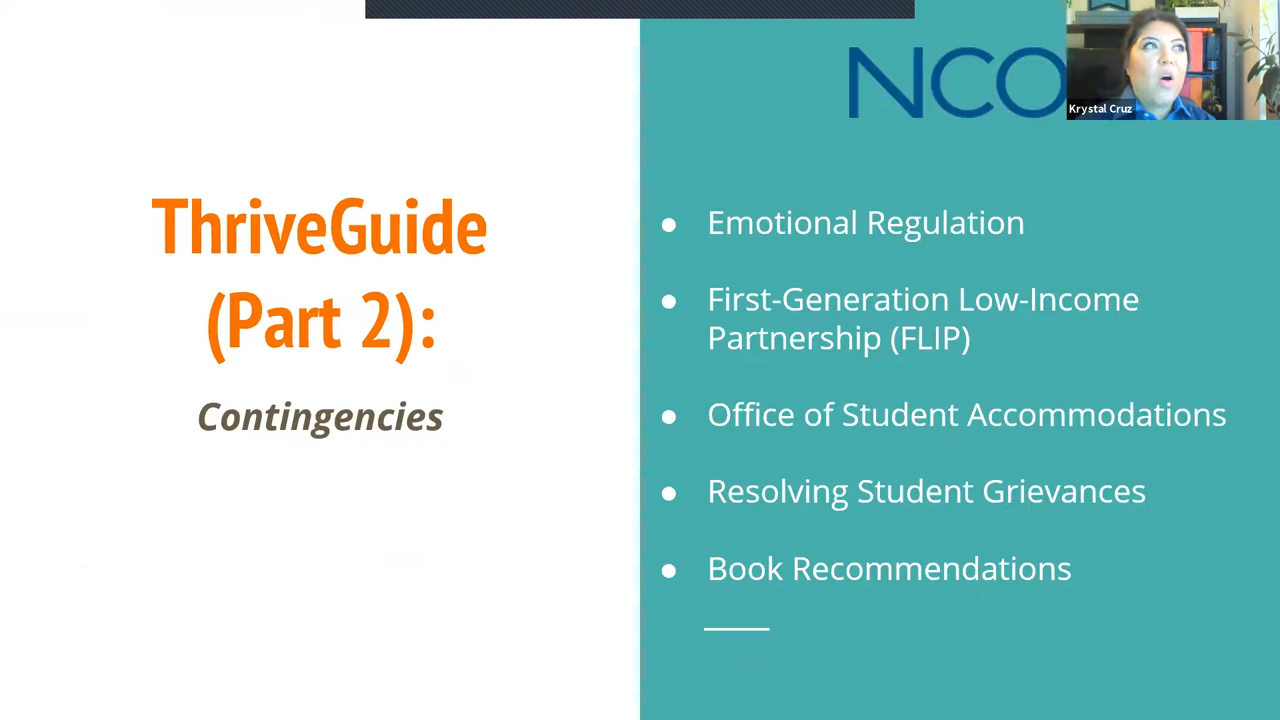 NCO
Krystal Cruz
ThriveGuide
(Part 2):
Contingencies
● Emotional Regulation
● First-Generation Low-Income
Partnership (FLIP)
● Office of Student Accommodations
● Resolving Student Grievances
● Book Recommendations